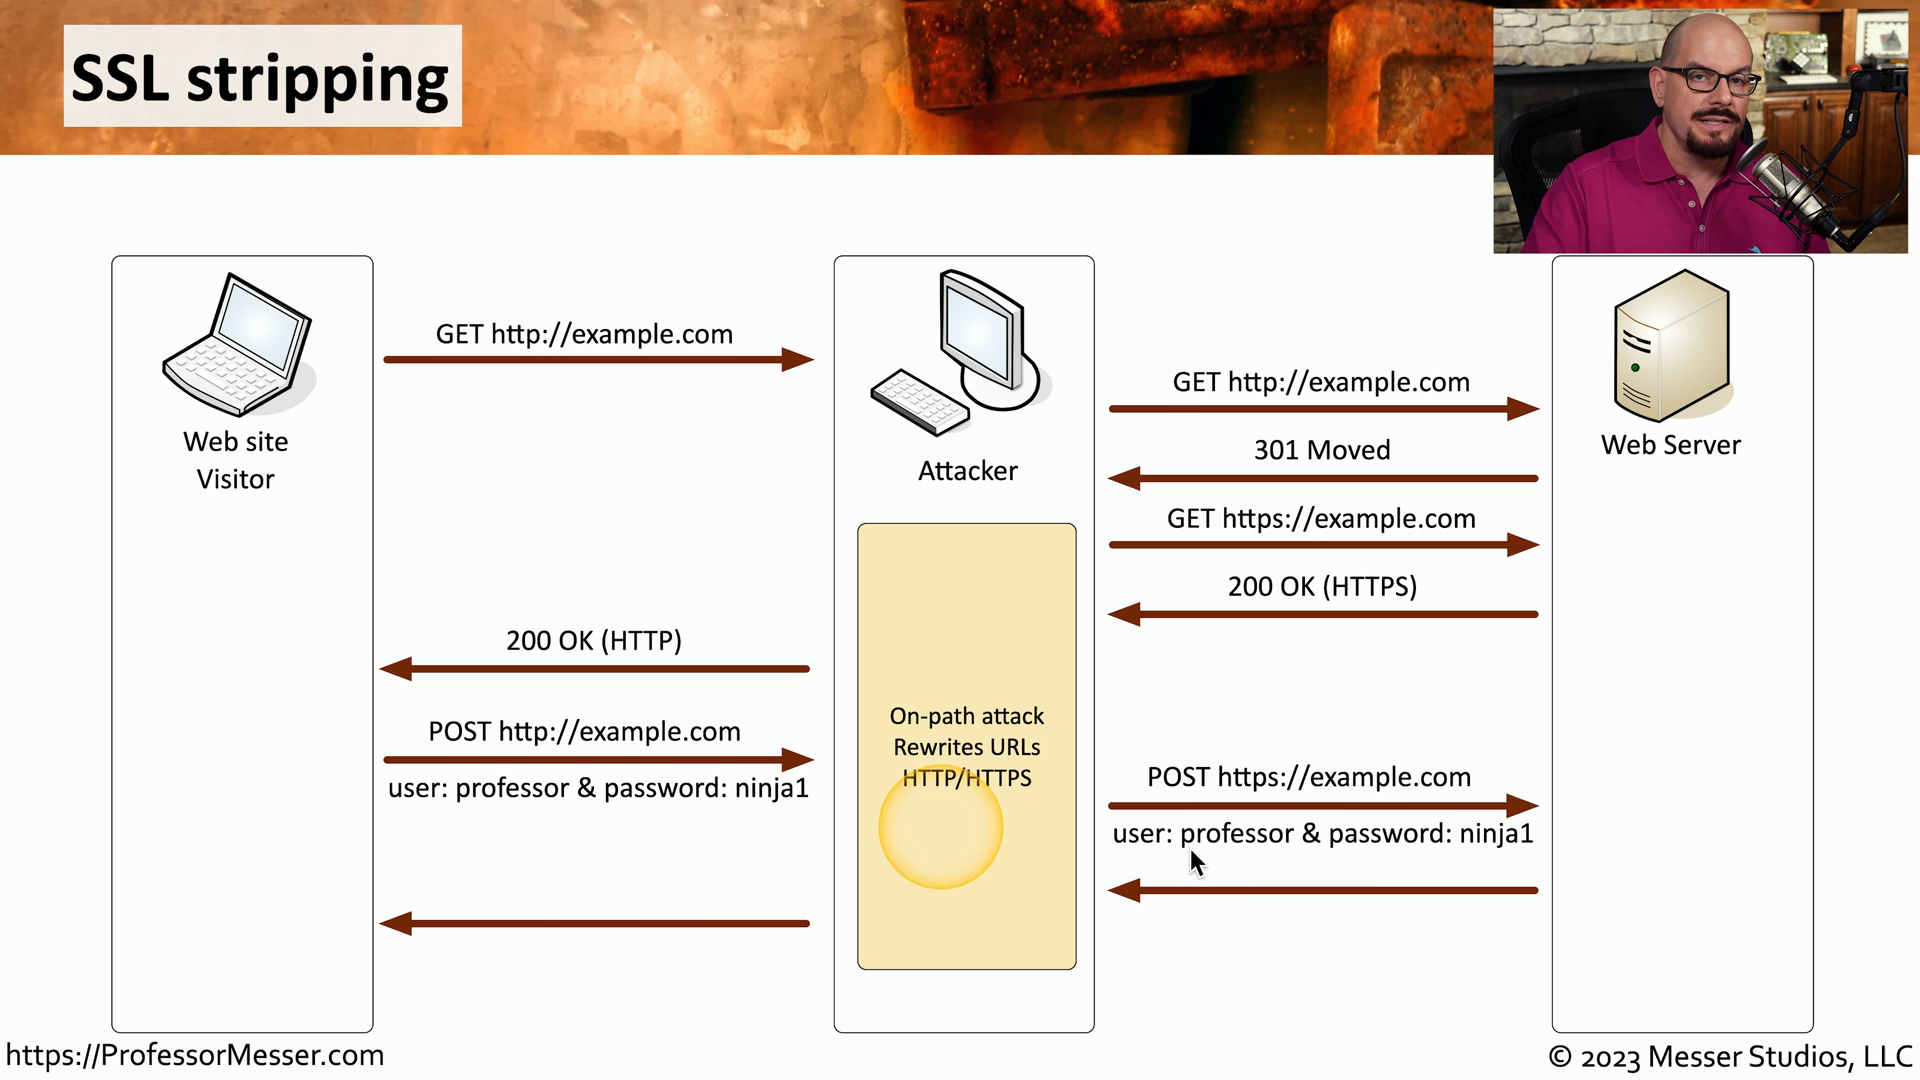 SSL stripping
GET http://example.com
GET http://example.com
Web site
Visitor
Attacker
301 Moved
Web Server
GET https://example.com
200 OK (HTTPS)
200 OK (HTTP)
On-path attack
Rewrites URLs
HTTP/HTTPS
POST http://example.com
user: professor & password: ninja1
POST https://example.com
user: professor & password: ninja1
https://ProfessorMesser.com
© 2023 Messer Studios, LLC